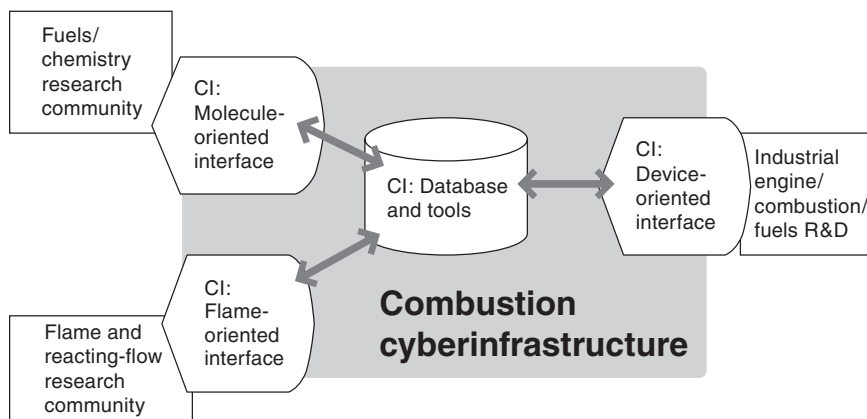 Fuels/
chemistry
research
community
CI:
Molecule-
oriented
interface
CI: Database
and tools
CI:
Device-
oriented
interface
Industrial
engine/
combustion/
fuels R&D
CI:
Flame-
oriented
interface
Flame and
reacting-flow
research
community
Combustion
cyberinfrastructure